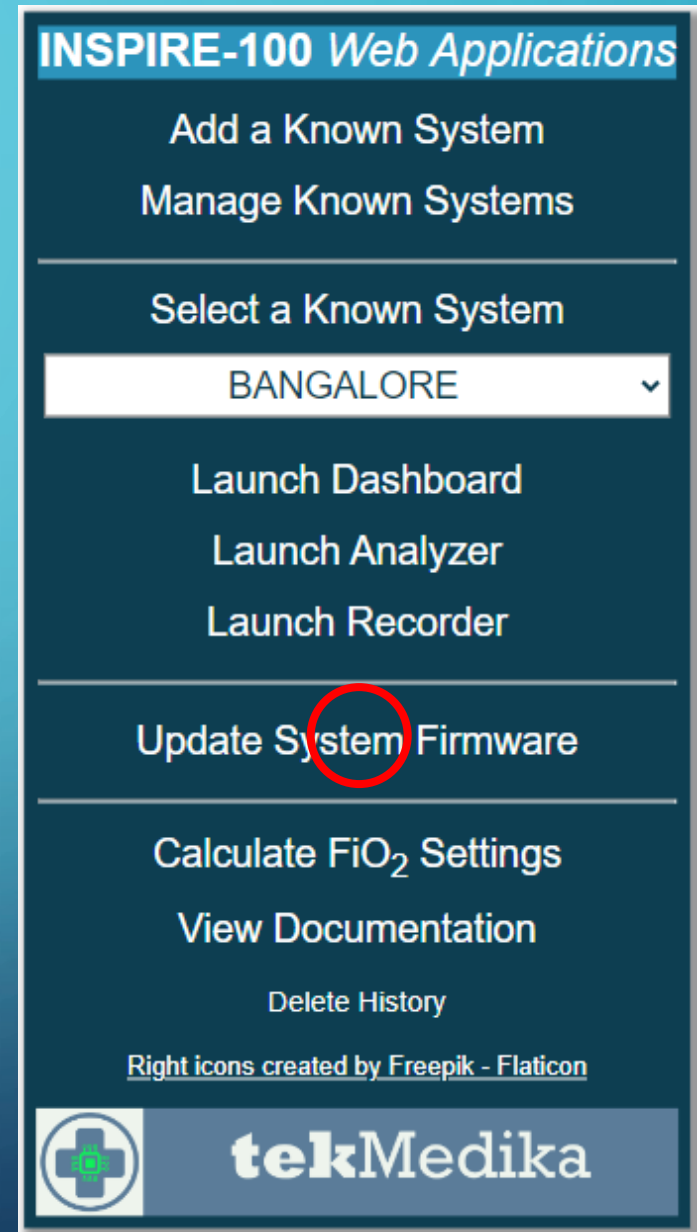 INSPIRE-100 Web Applications
Add a Known System
Manage Known Systems
Select a Known System
BANGALORE
Launch Dashboard
Launch Analyzer
Launch Recorder
Update System Firmware
Calculate FiO₂ Settings
View Documentation
Delete History
Right icons created by Freepik - Flaticon
tekMedika